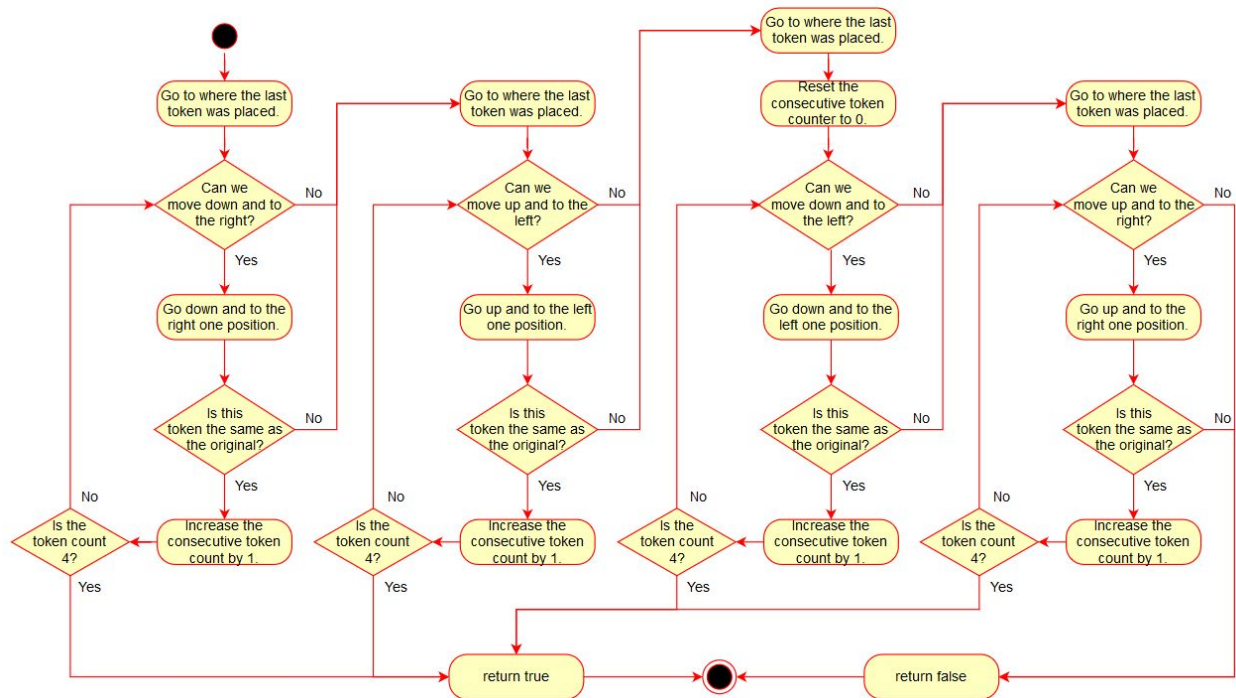 Go to where the last
token was placed.
Can we
move down and to
the right?
No
Yes
Go down and to the
right one position.
Is this
token the same as
the original?
No
Yes
Increase the
consecutive token
count by 1.
Is the
token count
4?
No
Yes
Go to where the last
token was placed.
Can we
move up and to the
left?
No
Yes
Go up and to the left
one position.
Is this
token the same as
the original?
No
Yes
Increase the
consecutive token
count by 1.
Is the
token count
4?
No
Yes
Go to where the last
token was placed.
Reset the
consecutive token
counter to 0.
Can we
move down and to
the left?
No
Yes
Go down and to the
left one position.
Is this
token the same as
the original?
No
Yes
Increase the
consecutive token
count by 1.
Is the
token count
4?
No
Yes
Go to where the last
token was placed.
Can we
move up and to the
right?
No
Yes
Go up and to the
right one position.
Is this
token the same as
the original?
No
Yes
Increase the
consecutive token
count by 1.
Is the
token count
4?
No
Yes
return true
return false